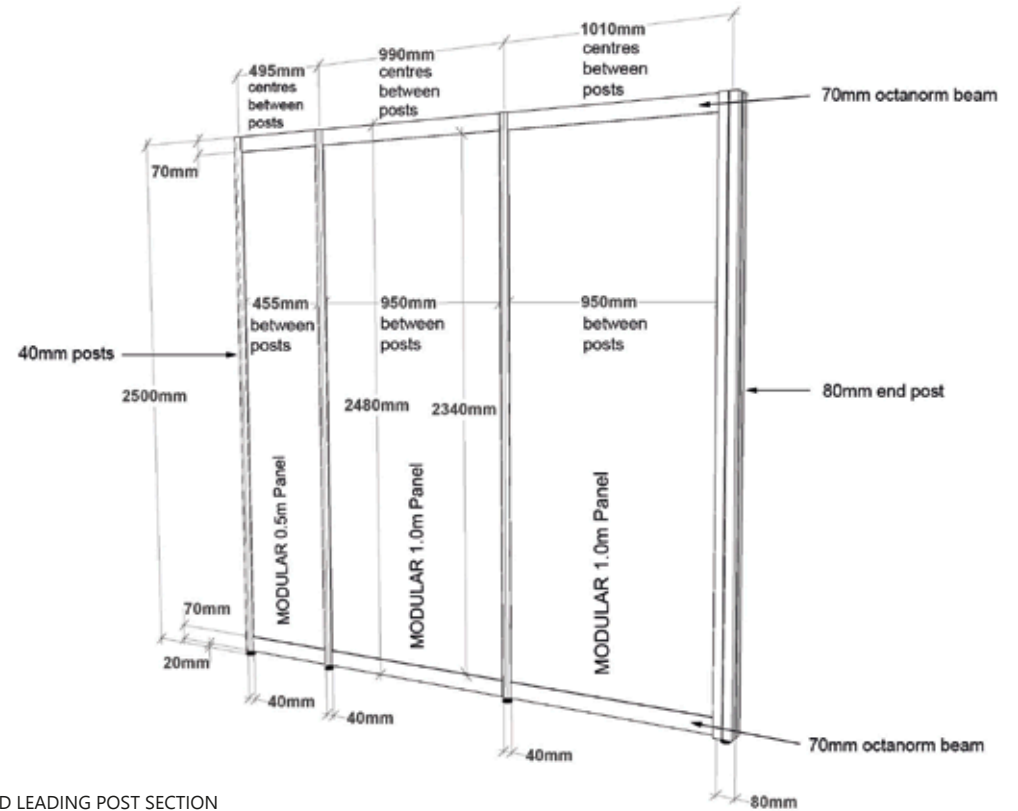 1010mm
centres
between
posts
990mm
centres
between
posts
495mm
centres
between
posts
70mm octanorm beam
70mm
455mm
between
posts
950mm
between
posts
950mm
between
posts
40mm posts
2500mm
2480mm
2340mm
80mm end post
MODULAR 0.5m Panel
MODULAR 1.0m Panel
MODULAR 1.0m Panel
70mm
20mm
40mm
40mm
40mm
70mm octanorm beam
80mm
D LEADING POST SECTION